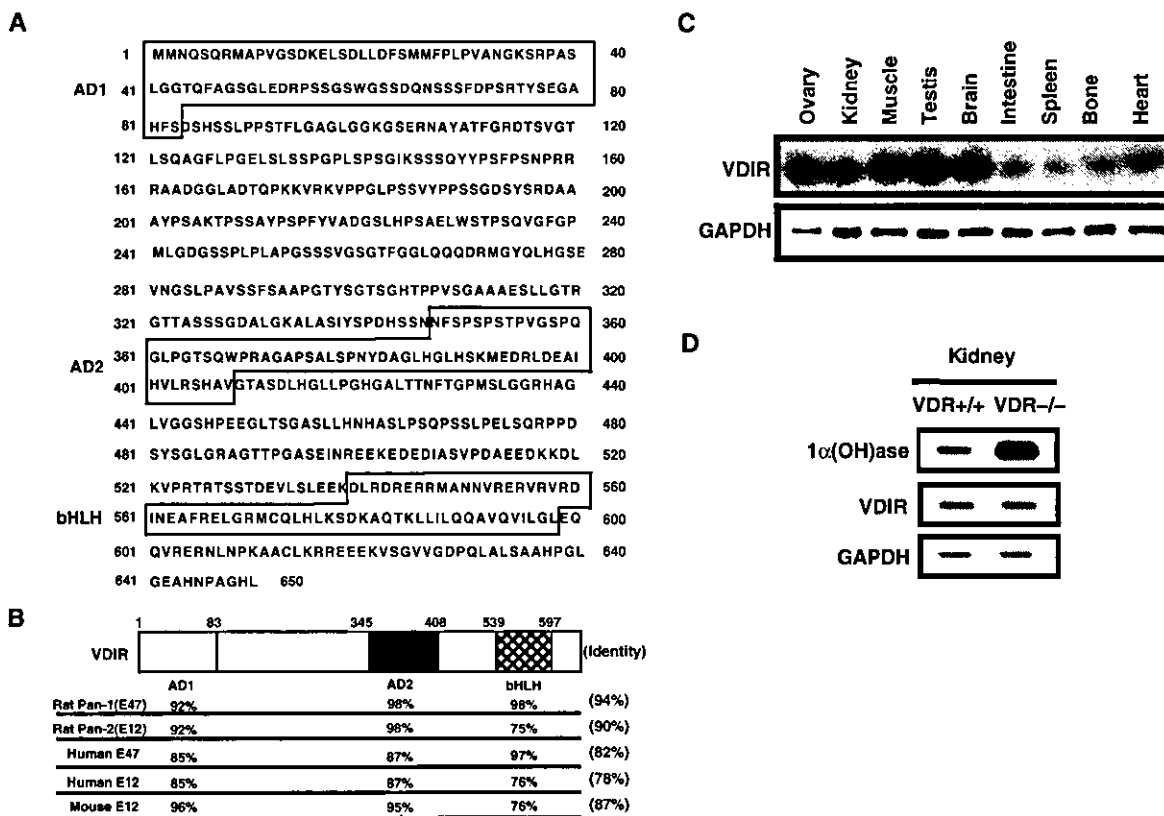 A
1 MMNQSQRMAPVGSDKELSDLLDFSMMFPLPVANGKSRPAS 40
AD1
41 LGGTQFAGSGLEDRPSSGSWGSSDQNSSSFDPSRTYSEGA 80
81 HFSDSHSSLPPSTFLGAGLGGKGSERNAYATFGRDTSVGT 120
121 LSQAGFLPGELSLSSPGPLSPSGIKSSSQYYPSFPSNPRR 160
161 RAADGGLADTQPKKVRKVPPGLPSSVYPPSSGDSYSRDAA 200
201 AYPSAKTPSSAYPSPFYVADGSLHPSAELWSTPSQVGFGP 240
241 MLGDGSSPLPLAPGSSSVGSGTFGGLQQQDRMGYQLHGSE 280
281 VNGSLPAVSSFSAAPGTYSGTSGHTPPVSGAAAESLLGTR 320
321 GTTASSSGDALGKALASIYSPDHSSNNFSPSPSTPVGSPQ 360
AD2
361 GLPGTSQWPRAGAPSALSPNYDAGLHGLHSKMEDRLDEAI 400
401 HVLRSHAVGTASDLHGLLPGHGALTTNFTGPMSLGGRHAG 440
441 LVGGSHPEEGLTSGASLLHNHASLPSQPSSLPELSQRPPD 480
481 SYSGLGRAGTTPGASEINREEKEDEDIASVPDAEEDKKDL 520
521 KVPRTRTSSTDEVLSLEEKDLRDRERRMANNVRERVRVRD 560
bHLH
561 INEAFRELGRMCQLHLKSDKAQTKLLILQQAVQVILGLEQ 600
601 QVRERNLNPKAACLKRREEEKVSGVVGDPQLALSAAHPGL 640
641 GEAHNPAGHL 650
B
1 83 345 408 539 597
VDIR (Identity)
AD1 AD2 bHLH
Rat Pan-1(E47) 92% 98% 98% (94%)
Rat Pan-2(E12) 92% 98% 75% (90%)
Human E47 85% 87% 97% (82%)
Human E12 85% 87% 76% (78%)
Mouse E12 96% 95% 76% (87%)
C
Ovary Kidney Muscle Testis Brain Intestine Spleen Bone Heart
VDIR
GAPDH
D
Kidney
VDR+/+ VDR−/−
1α(OH)ase
VDIR
GAPDH